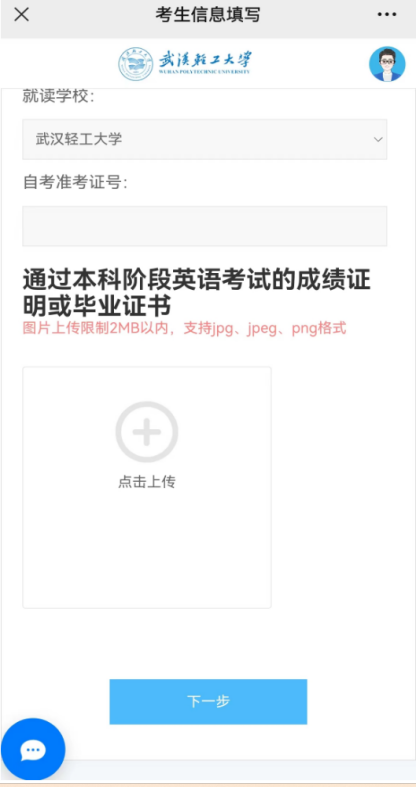 考生信息填写
武汉轻工大学
WUHAN POLYTECHNIC UNIVERSITY
就读学校:
武汉轻工大学
自考准考证号:
通过本科阶段英语考试的成绩证
明或毕业证书
图片上传限制2MB以内，支持jpg、jpeg、png格式
点击上传
下一步